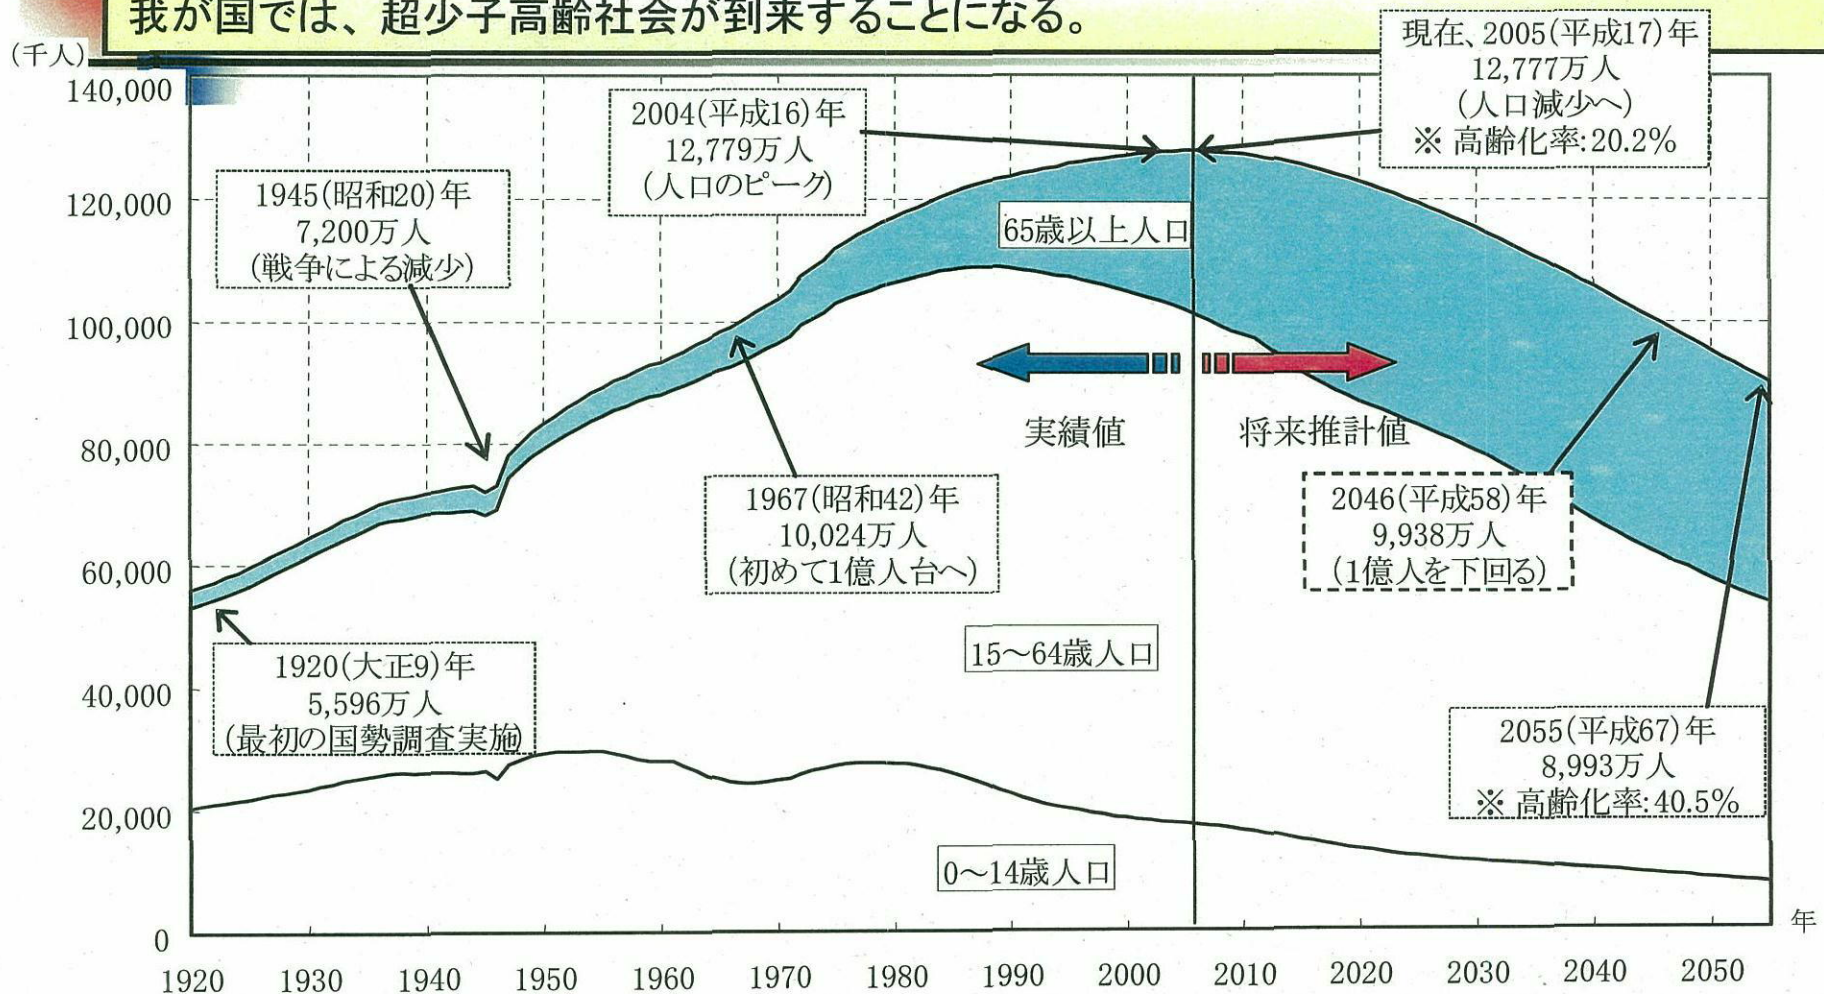 我が国では、超少子高齢社会が到来することになる。
(千人)
140,000
120,000
100,000
80,000
60,000
40,000
20,000
0
1945(昭和20)年
7,200万人
(戦争による減少)
2004(平成16)年
12,779万人
(人口のピーク)
現在、2005(平成17)年
12,777万人
(人口減少へ)
※ 高齢化率:20.2%
65歳以上人口
実績値
将来推計値
1967(昭和42)年
10,024万人
(初めて1億人台へ)
2046(平成58)年
9,938万人
(1億人を下回る)
1920(大正9)年
5,596万人
(最初の国勢調査実施)
15～64歳人口
2055(平成67)年
8,993万人
※ 高齢化率:40.5%
0～14歳人口
年
1920 1930 1940 1950 1960 1970 1980 1990 2000 2010 2020 2030 2040 2050